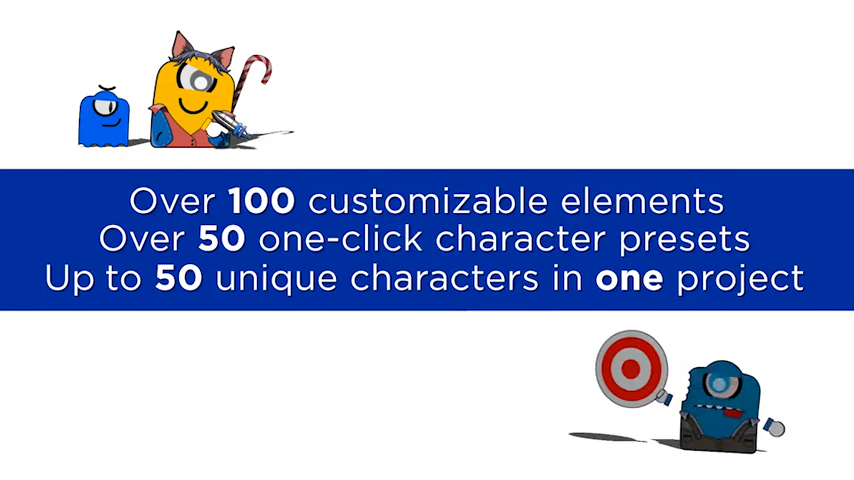 Over 100 customizable elements
Over 50 one-click character presets
Up to 50 unique characters in one project